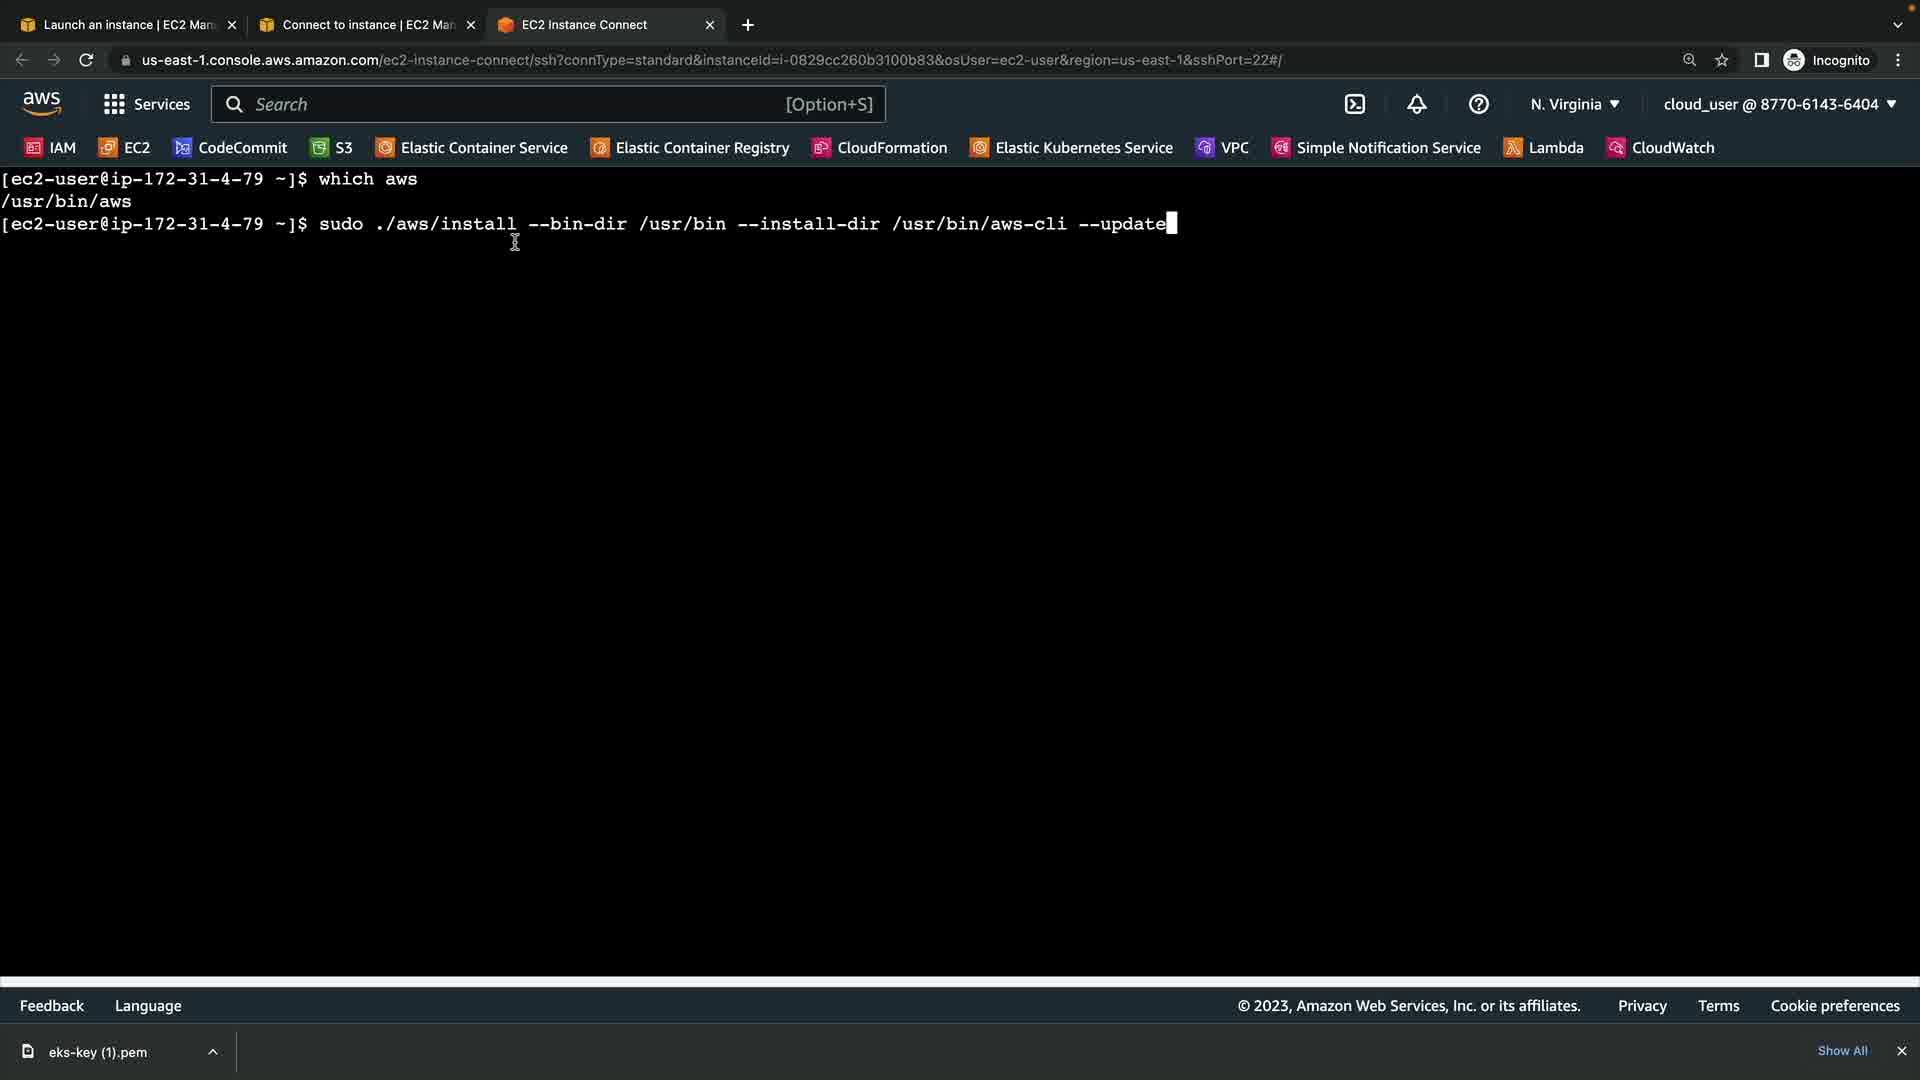 Launch an instance | EC2 Man
Connect to instance | EC2 Man
EC2 Instance Connect
us-east-1.console.aws.amazon.com/ec2-instance-connect/ssh?connType=standard&instanceId=i-0829cc260b3100b83&osUser=ec2-user&region=us-east-1&sshPort=22#/
Incognito
aws
Services
Search
[Option+S]
N. Virginia
cloud_user @ 8770-6143-6404
IAM
EC2
CodeCommit
S3
Elastic Container Service
Elastic Container Registry
CloudFormation
Elastic Kubernetes Service
VPC
Simple Notification Service
Lambda
CloudWatch
[ec2-user@ip-172-31-4-79 ~]$ which aws
/usr/bin/aws
[ec2-user@ip-172-31-4-79 ~]$ sudo ./aws/install --bin-dir /usr/bin --install-dir /usr/bin/aws-cli --update
Feedback
Language
© 2023, Amazon Web Services, Inc. or its affiliates.
Privacy
Terms
Cookie preferences
eks-key (1).pem
Show All